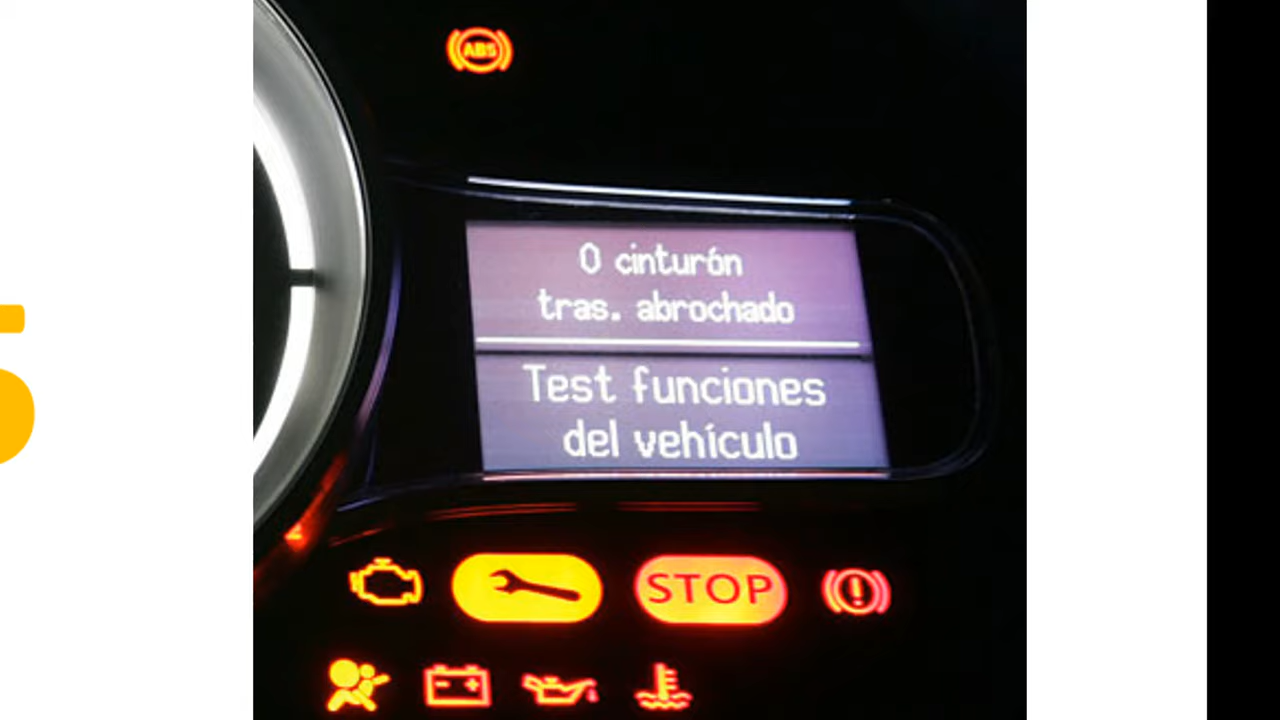 ABS
0 cinturón
tras. abrochado
Test funciones
del vehículo
STOP